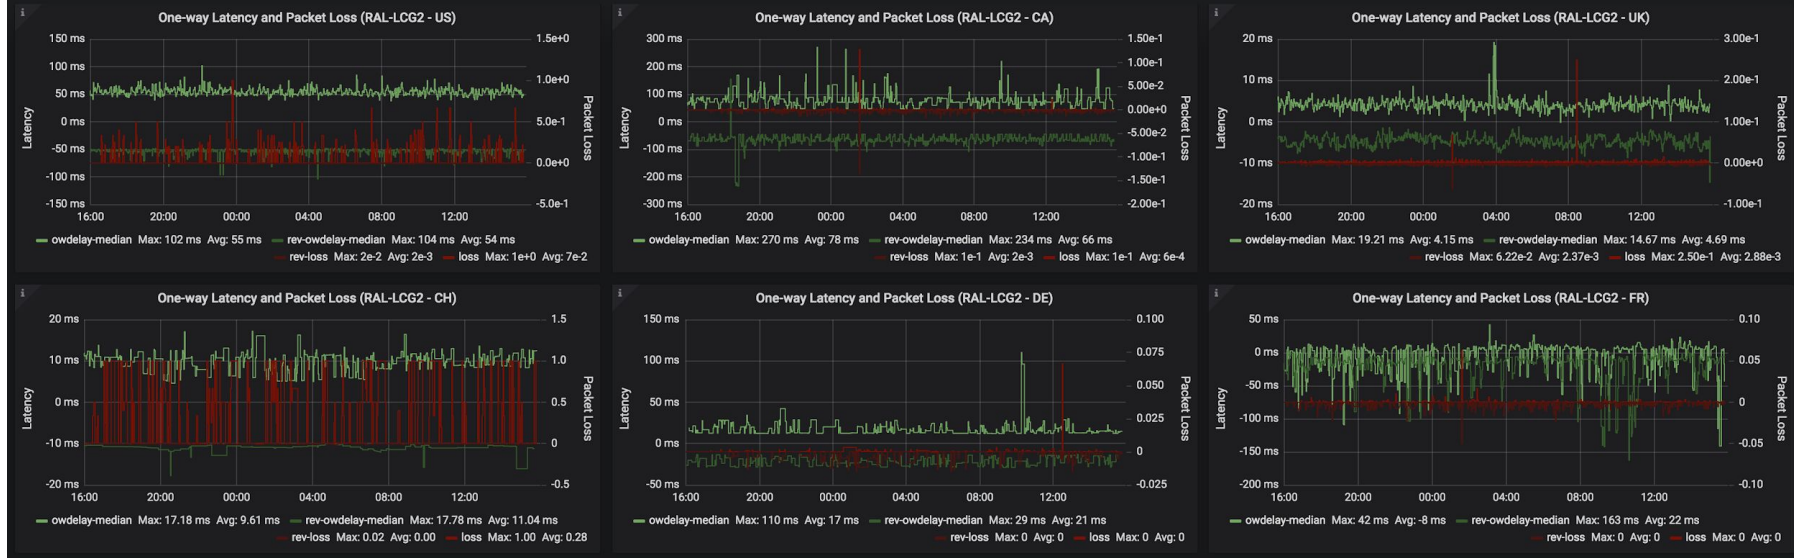 One-way Latency and Packet Loss (RAL-LCG2 - US)
150 ms
100 ms
50 ms
0 ms
-50 ms
-100 ms
-150 ms
Latency
1.5e+0
1.0e+0
5.0e-1
0.0e+0
-5.0e-1
Packet Loss
16:00 20:00 00:00 04:00 08:00 12:00
owdelay-median Max: 102 ms Avg: 55 ms rev-owdelay-median Max: 104 ms Avg: 54 ms
rev-loss Max: 2e-2 Avg: 2e-3 loss Max: 1e+0 Avg: 7e-2
One-way Latency and Packet Loss (RAL-LCG2 - CA)
300 ms
200 ms
100 ms
0 ms
-100 ms
-200 ms
-300 ms
Latency
1.50e-1
1.00e-1
5.00e-2
0.00e+0
-5.00e-2
-1.00e-1
-1.50e-1
-2.00e-1
Packet Loss
16:00 20:00 00:00 04:00 08:00 12:00
owdelay-median Max: 270 ms Avg: 78 ms rev-owdelay-median Max: 234 ms Avg: 66 ms
rev-loss Max: 1e-1 Avg: 2e-3 loss Max: 1e-1 Avg: 6e-4
One-way Latency and Packet Loss (RAL-LCG2 - UK)
20 ms
10 ms
0 ms
-10 ms
-20 ms
Latency
3.00e-1
2.00e-1
1.00e-1
0.00e+0
-1.00e-1
Packet Loss
16:00 20:00 00:00 04:00 08:00 12:00
owdelay-median Max: 19.21 ms Avg: 4.15 ms rev-owdelay-median Max: 14.67 ms Avg: 4.69 ms
rev-loss Max: 6.22e-2 Avg: 2.37e-3 loss Max: 2.50e-1 Avg: 2.88e-3
One-way Latency and Packet Loss (RAL-LCG2 - CH)
20 ms
10 ms
0 ms
-10 ms
-20 ms
Latency
1.5
1.0
0.5
0
-0.5
Packet Loss
16:00 20:00 00:00 04:00 08:00 12:00
owdelay-median Max: 17.18 ms Avg: 9.61 ms rev-owdelay-median Max: 17.78 ms Avg: 11.04 ms
rev-loss Max: 0.02 Avg: 0.00 loss Max: 1.00 Avg: 0.28
One-way Latency and Packet Loss (RAL-LCG2 - DE)
150 ms
100 ms
50 ms
0 ms
-50 ms
Latency
0.100
0.075
0.050
0.025
0
-0.025
Packet Loss
16:00 20:00 00:00 04:00 08:00 12:00
owdelay-median Max: 110 ms Avg: 17 ms rev-owdelay-median Max: 29 ms Avg: 21 ms
rev-loss Max: 0 Avg: 0 loss Max: 0 Avg: 0
One-way Latency and Packet Loss (RAL-LCG2 - FR)
50 ms
0 ms
-50 ms
-100 ms
-150 ms
-200 ms
Latency
0.10
0.05
0
-0.05
-0.10
Packet Loss
16:00 20:00 00:00 04:00 08:00 12:00
owdelay-median Max: 42 ms Avg: -8 ms rev-owdelay-median Max: 163 ms Avg: 22 ms
rev-loss Max: 0 Avg: 0 loss Max: 0 Avg: 0